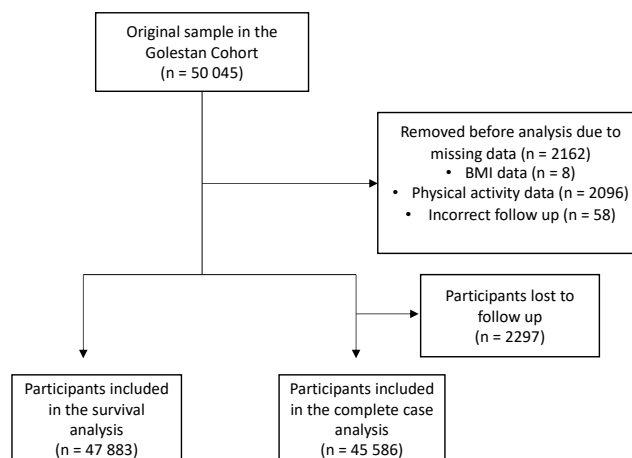 Original sample in the
Golestan Cohort
(n = 50 045)
Removed before analysis due to
missing data (n = 2162)
• BMI data (n = 8)
• Physical activity data (n = 2096)
• Incorrect follow up (n = 58)
Participants lost to
follow up
(n = 2297)
Participants included
in the survival
analysis
(n = 47 883)
Participants included
in the complete case
analysis
(n = 45 586)